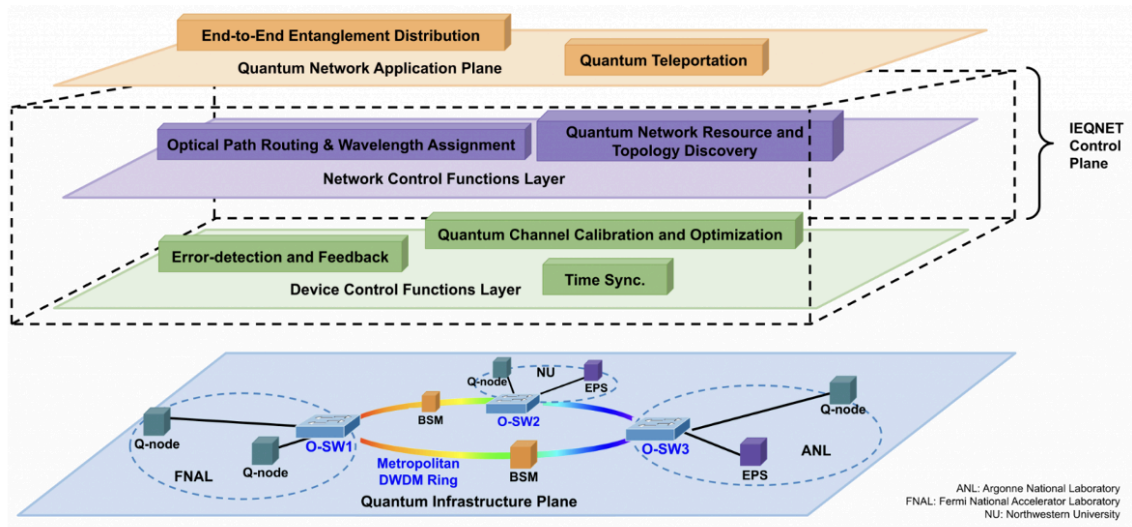 End-to-End Entanglement Distribution
Quantum Network Application Plane
Quantum Teleportation
IEQNET
Control
Plane
Optical Path Routing & Wavelength Assignment
Quantum Network Resource and
Topology Discovery
Network Control Functions Layer
Quantum Channel Calibration and Optimization
Error-detection and Feedback
Time Sync.
Device Control Functions Layer
Q-node
NU
EPS
Q-node
BSM
O-SW2
Q-node
O-SW1
O-SW3
Q-node
FNAL
Metropolitan
DWDM Ring
BSM
EPS
ANL
Quantum Infrastructure Plane
ANL: Argonne National Laboratory
FNAL: Fermi National Accelerator Laboratory
NU: Northwestern University